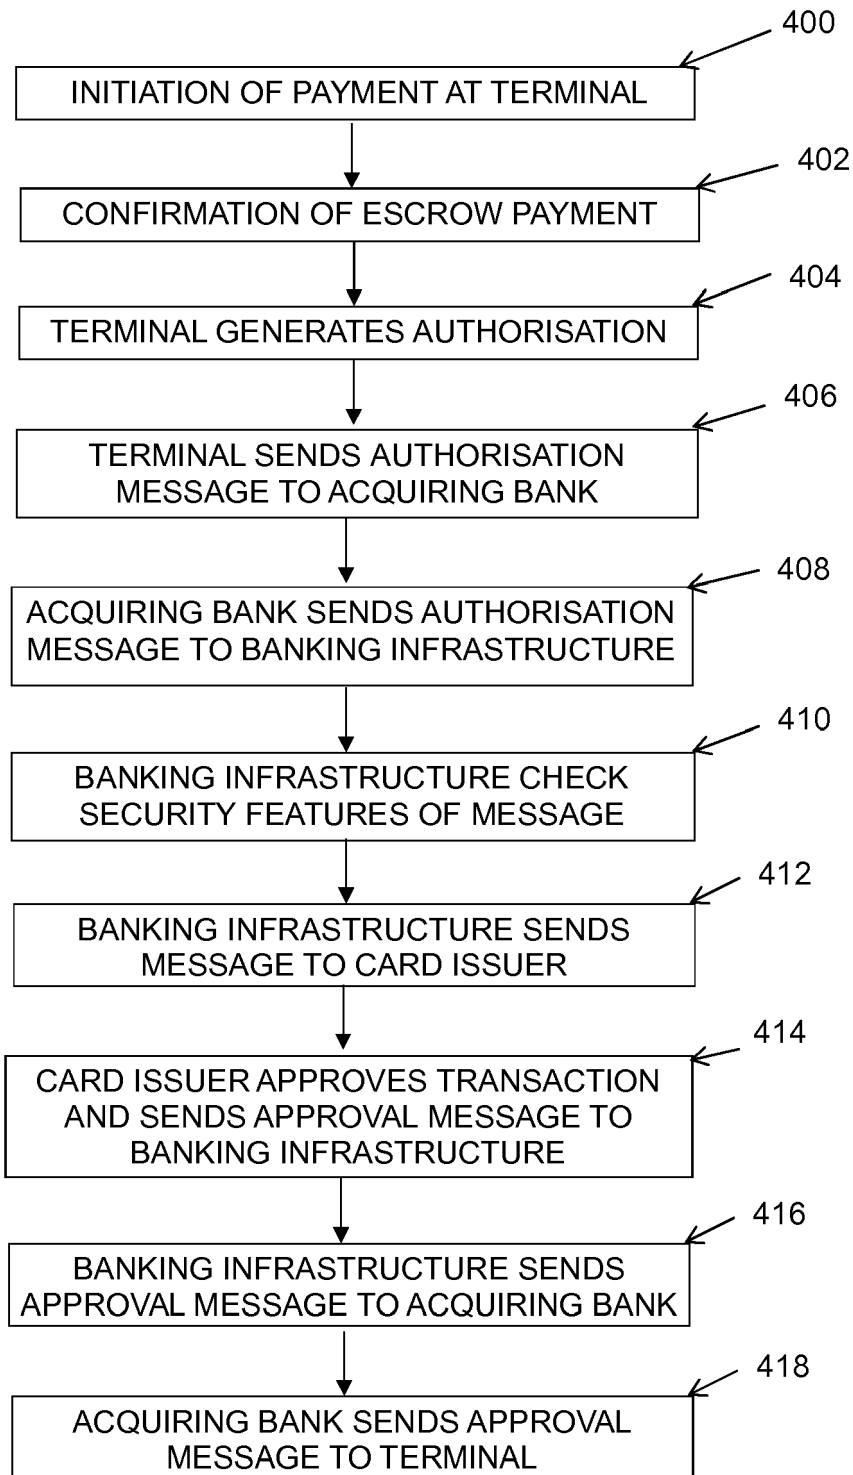 400
INITIATION OF PAYMENT AT TERMINAL
402
CONFIRMATION OF ESCROW PAYMENT
404
TERMINAL GENERATES AUTHORISATION
406
TERMINAL SENDS AUTHORISATION
MESSAGE TO ACQUIRING BANK
408
ACQUIRING BANK SENDS AUTHORISATION
MESSAGE TO BANKING INFRASTRUCTURE
410
BANKING INFRASTRUCTURE CHECK
SECURITY FEATURES OF MESSAGE
412
BANKING INFRASTRUCTURE SENDS
MESSAGE TO CARD ISSUER
414
CARD ISSUER APPROVES TRANSACTION
AND SENDS APPROVAL MESSAGE TO
BANKING INFRASTRUCTURE
416
BANKING INFRASTRUCTURE SENDS
APPROVAL MESSAGE TO ACQUIRING BANK
418
ACQUIRING BANK SENDS APPROVAL
MESSAGE TO TERMINAL